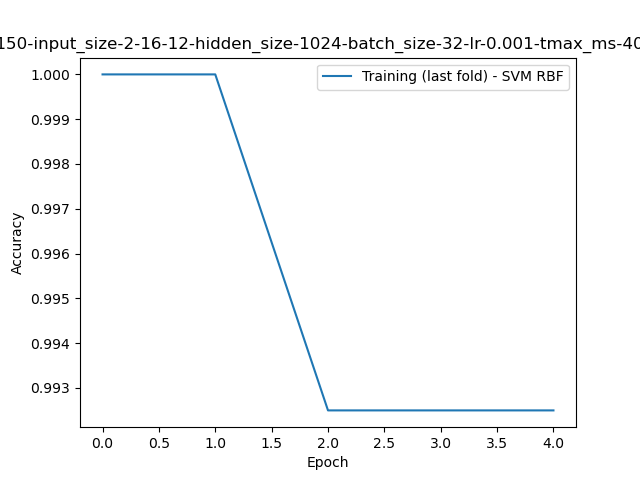 150-input_size-2-16-12-hidden_size-1024-batch_size-32-lr-0.001-tmax_ms-40
Training (last fold) - SVM RBF
1.000
0.999
0.998
0.997
0.996
0.995
0.994
0.993
Accuracy
0.0 0.5 1.0 1.5 2.0 2.5 3.0 3.5 4.0
Epoch